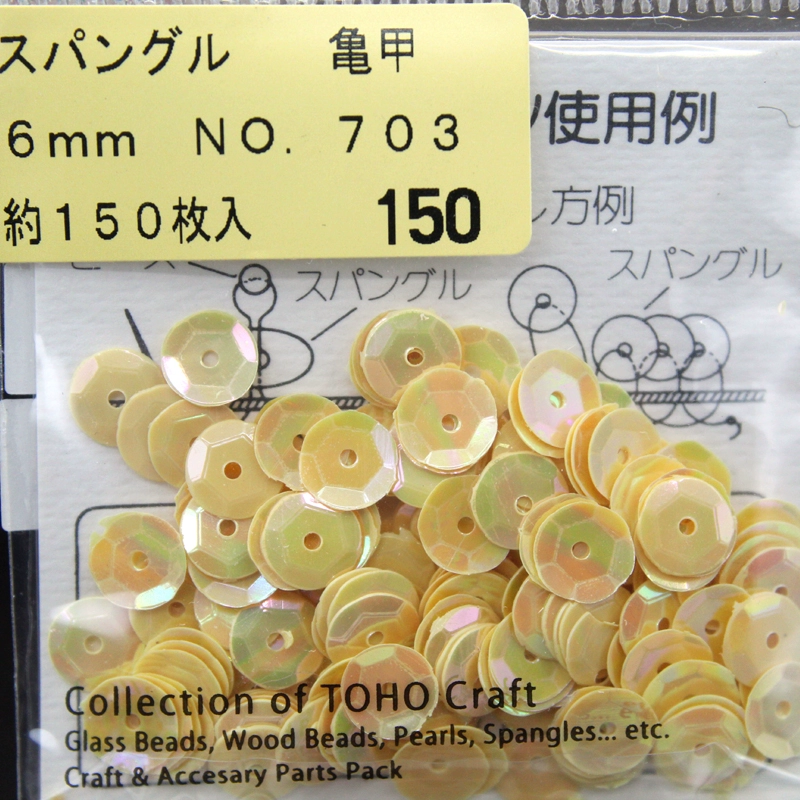 スパングル 亀甲
6mm NO. 703
約150枚入 150
使用例
方例
スパングル
スパングル
Collection of TOHO Craft
Glass Beads, Wood Beads, Pearls, Spangles... etc.
Craft & Accesary Parts Pack